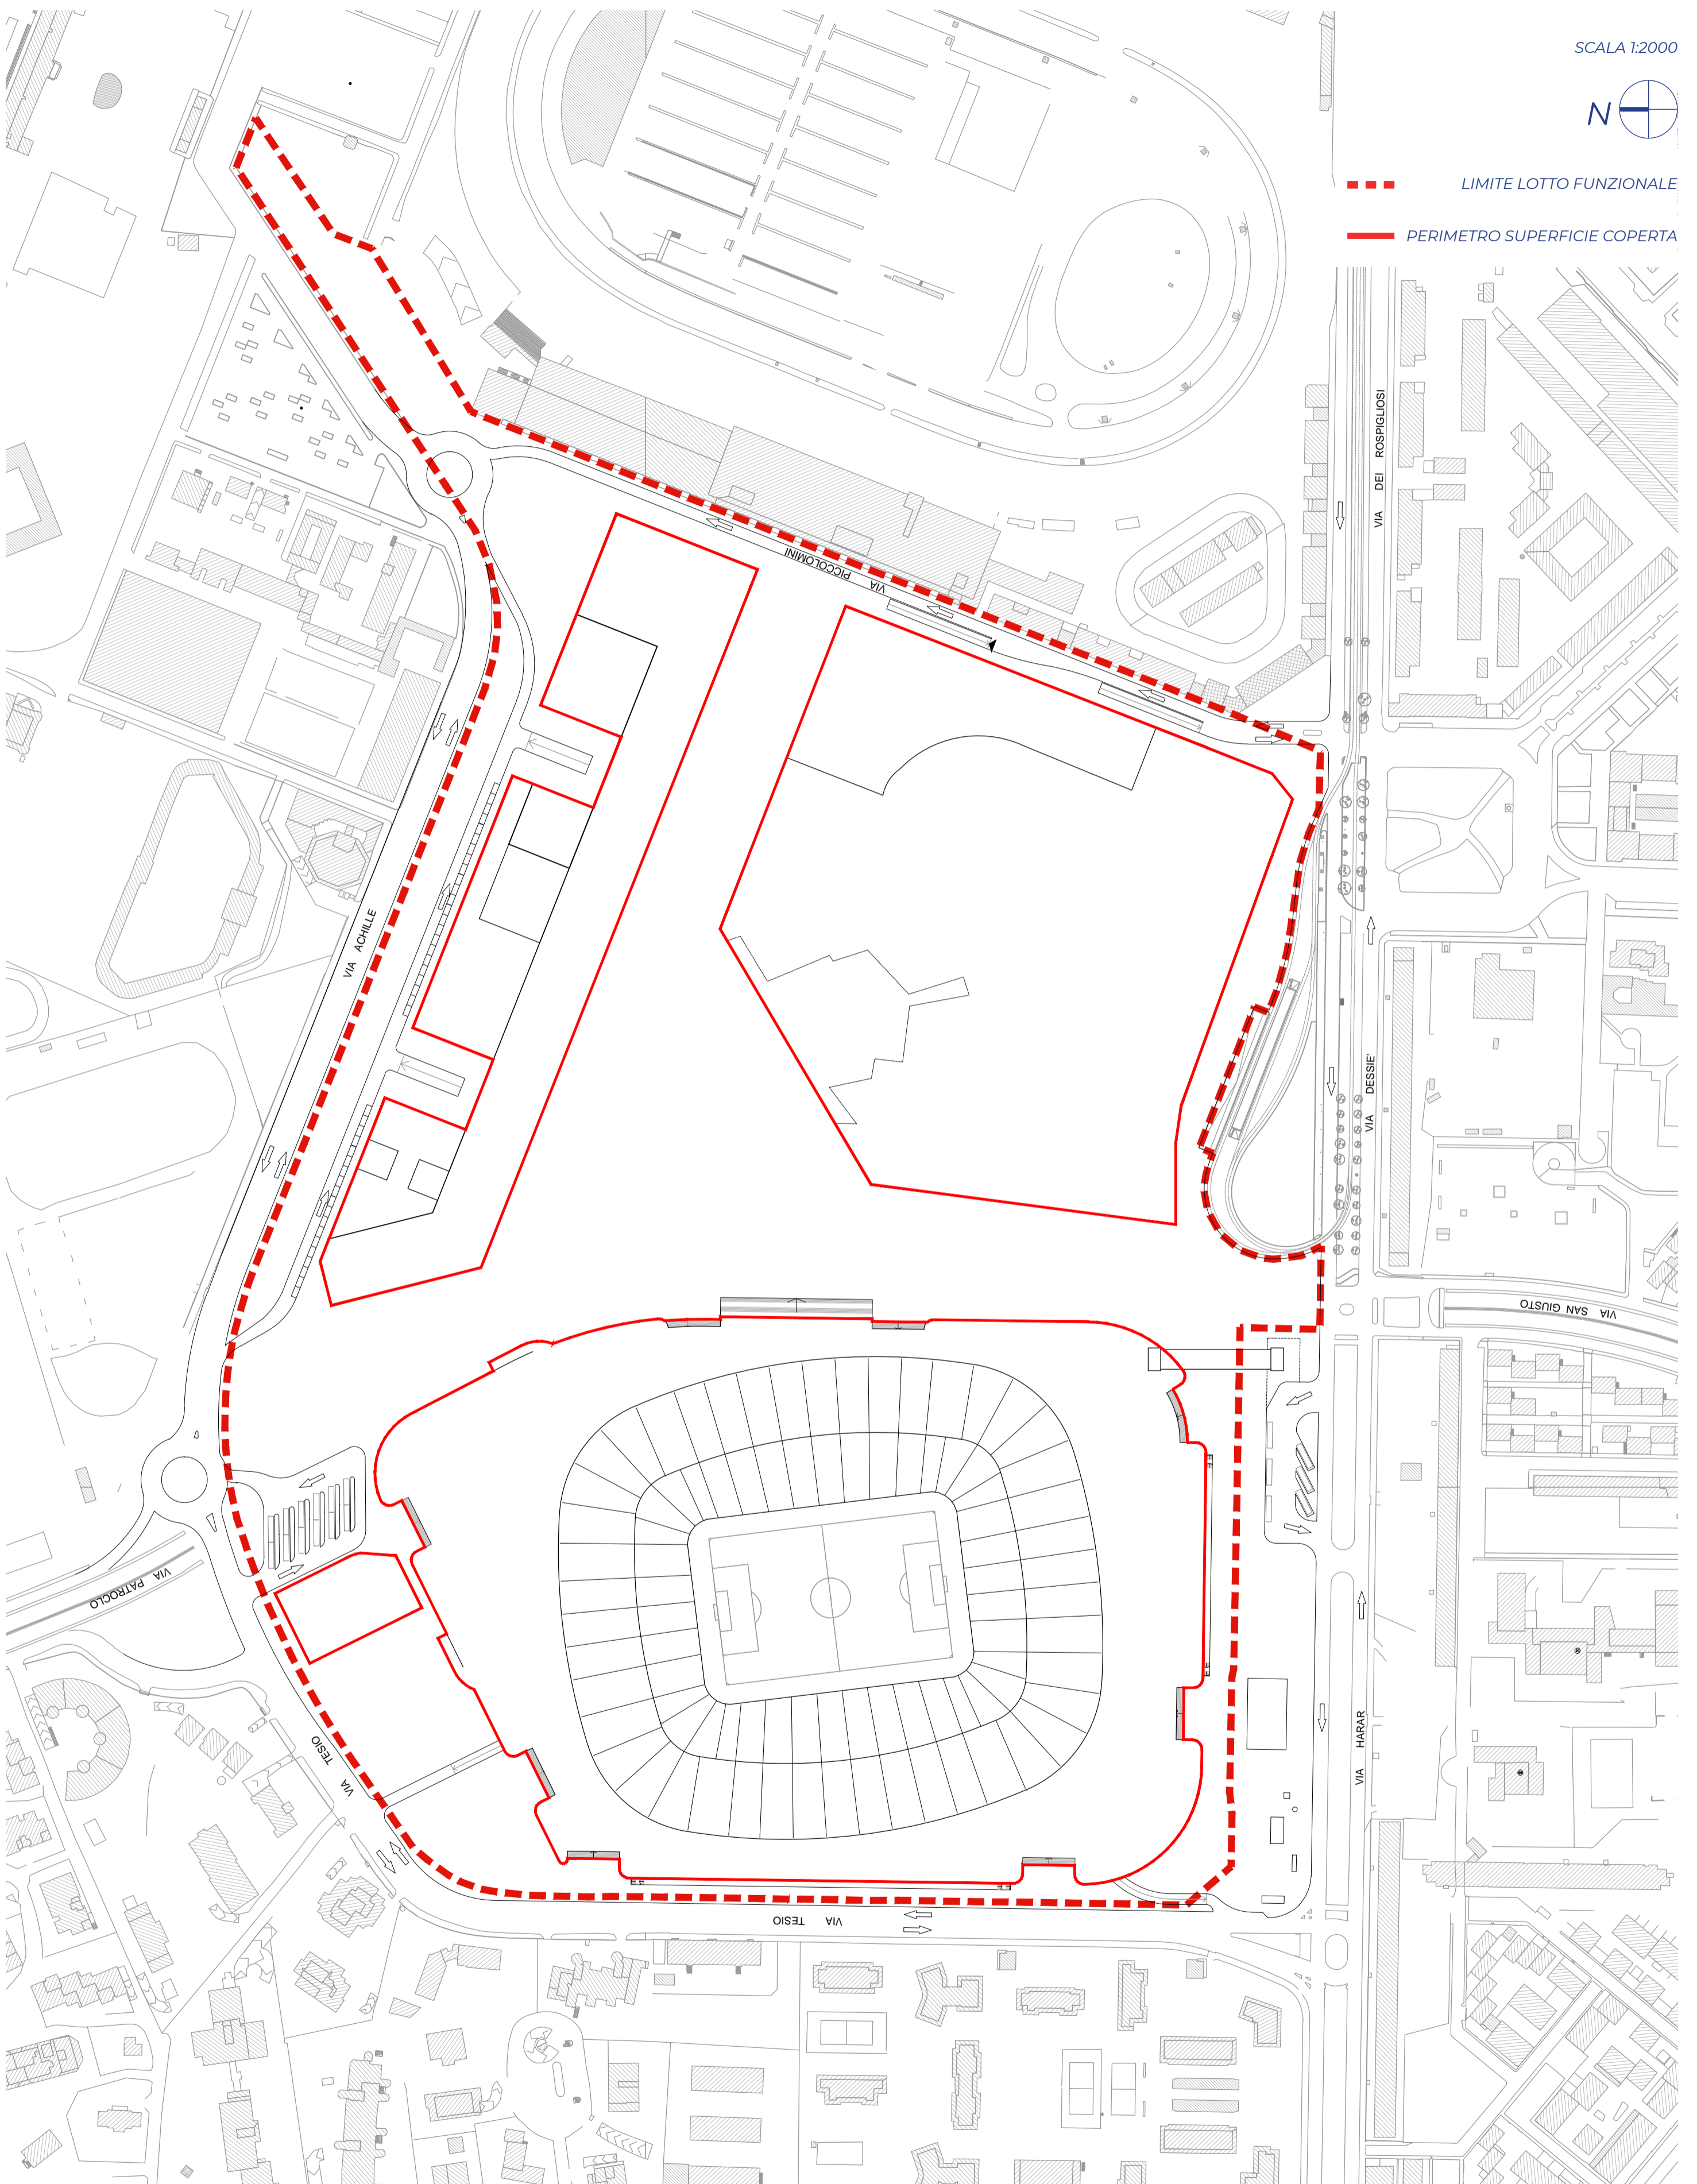 SCALA 1:2000
N
LIMITE LOTTO FUNZIONALE
PERIMETRO SUPERFICIE COPERTA
VIA DEI ROSPIGLIOSI
VIA PICCOLOMINI
VIA ACHILLE
VIA DESSIE'
VIA SAN GIUSTO
VIA PATROCLO
VIA TESIO
VIA HARAR
VIA TESIO